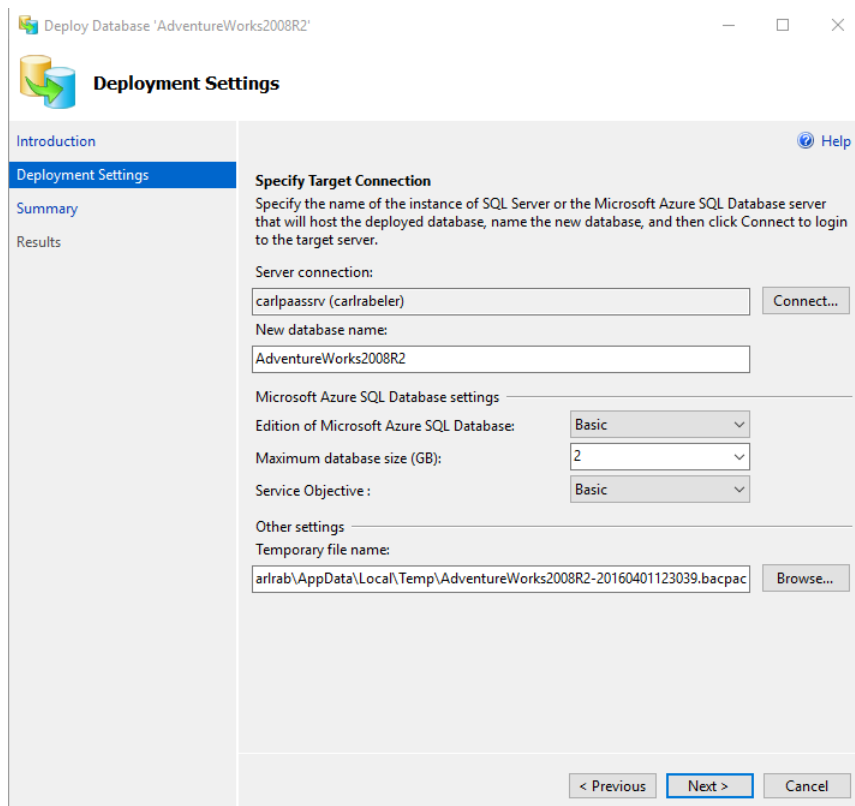 Deploy Database 'AdventureWorks2008R2'
Deployment Settings
Introduction
Deployment Settings
Summary
Results
Help
Specify Target Connection
Specify the name of the instance of SQL Server or the Microsoft Azure SQL Database server
that will host the deployed database, name the new database, and then click Connect to login
to the target server.
Server connection:
carlpaassrv (carlrabeler)
Connect...
New database name:
AdventureWorks2008R2
Microsoft Azure SQL Database settings
Edition of Microsoft Azure SQL Database:
Basic
Maximum database size (GB):
2
Service Objective :
Basic
Other settings
Temporary file name:
arlrab\AppData\Local\Temp\AdventureWorks2008R2-20160401123039.bacpac
Browse...
< Previous
Next >
Cancel